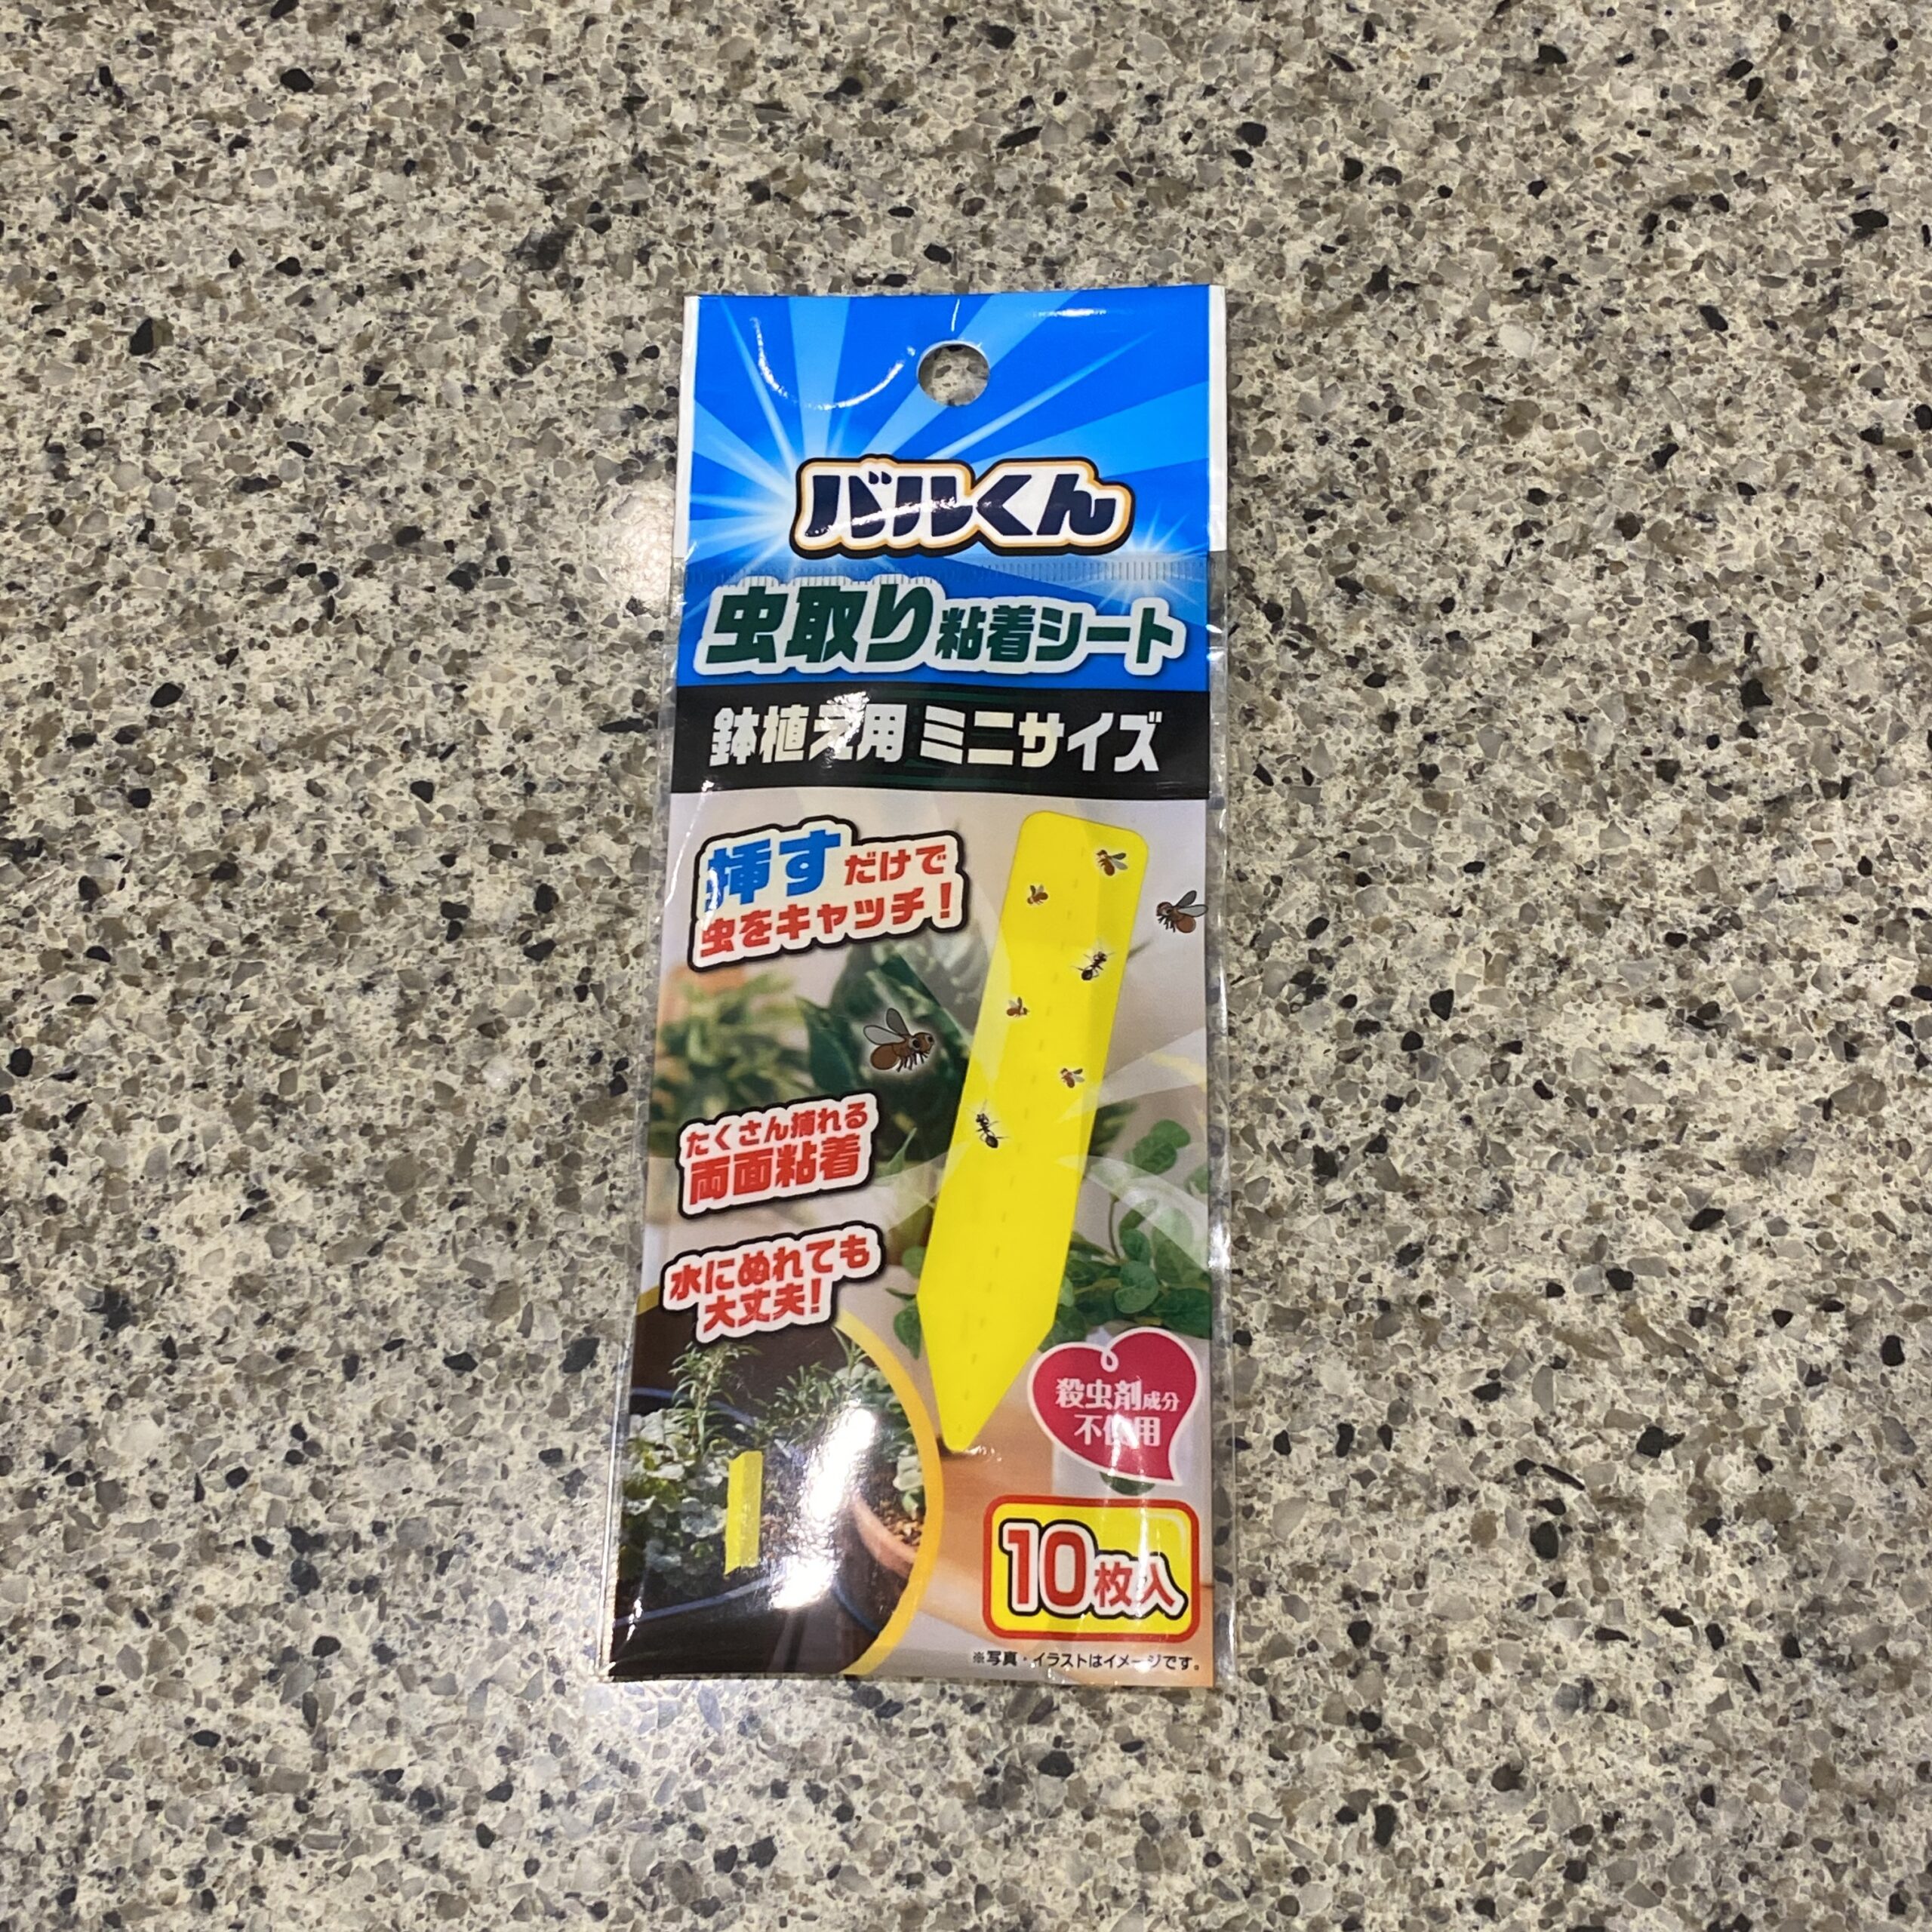 バルくん
虫取り粘着シート
鉢植え用 ミニサイズ
挿すだけで
虫をキャッチ!
たくさん捕れる
両面粘着
水にぬれても
大丈夫!
殺虫剤成分
不使用
10枚入
※写真・イラストはイメージです。